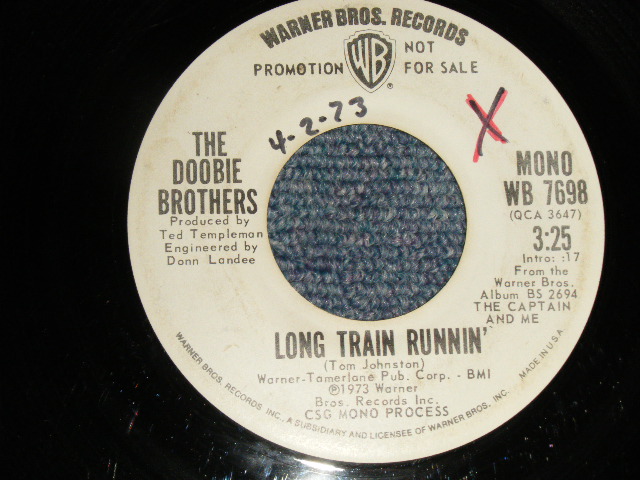 WARNER BROS. RECORDS
PROMOTION
NOT
FOR SALE
WB
®
4-2-73
X
THE
DOOBIE
BROTHERS
Produced by
Ted Templeman
Engineered by
Donn Landee
MONO
WB 7698
(QCA 3647)
3:25
Intro: :17
From the
Warner Bros.
Album BS 2694
THE CAPTAIN
AND ME
LONG TRAIN RUNNIN'
(Tom Johnston)
Warner-Tamerlane Pub. Corp. - BMI
℗1973 Warner
Bros. Records Inc.
CSG MONO PROCESS
WARNER BROS. RECORDS INC., A SUBSIDIARY AND LICENSEE OF WARNER BROS. INC.
MADE IN U.S.A.